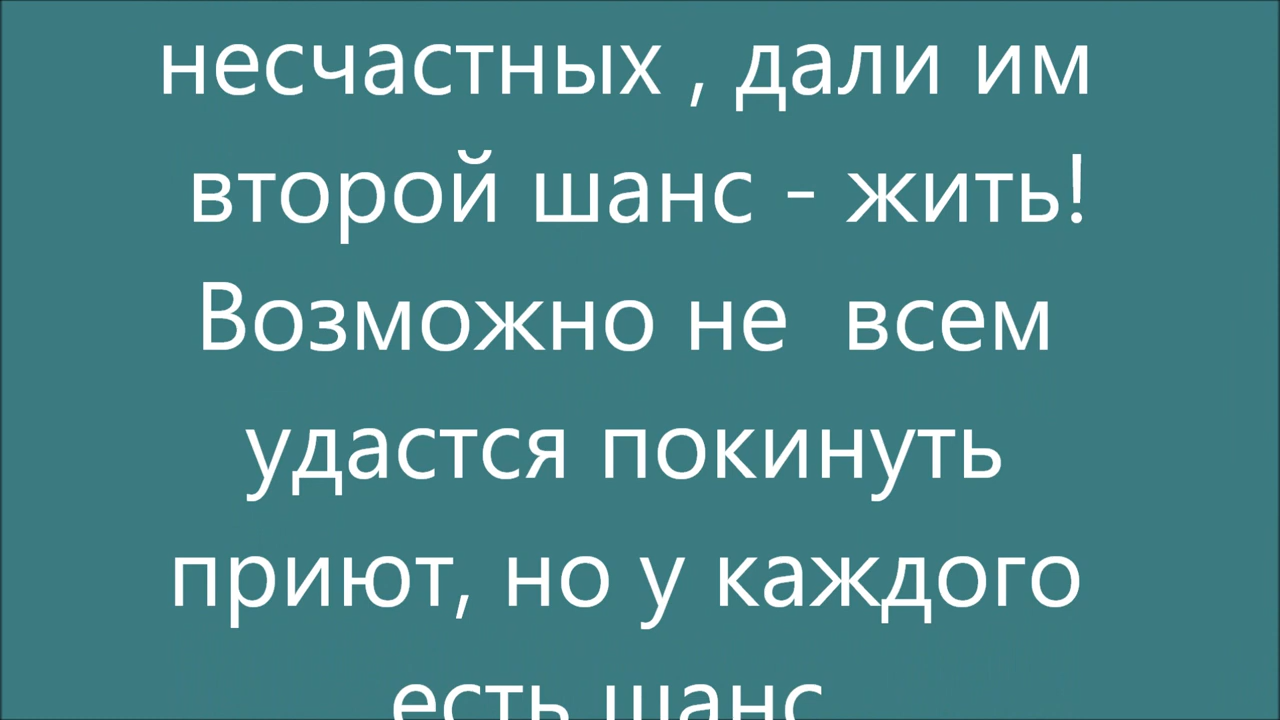 несчастных , дали им
второй шанс - жить!
Возможно не  всем
удастся покинуть
приют, но у каждого
есть шанс